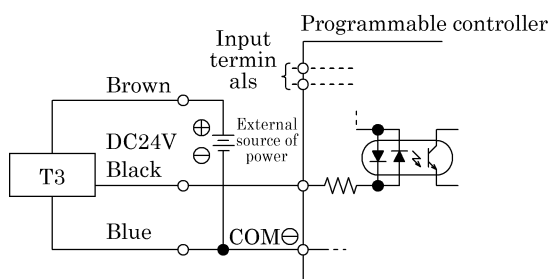 Programmable controller
Input
termin
als
Brown
DC24V
⊕
⊖
External
source of
power
T3
Black
Blue
COM⊖